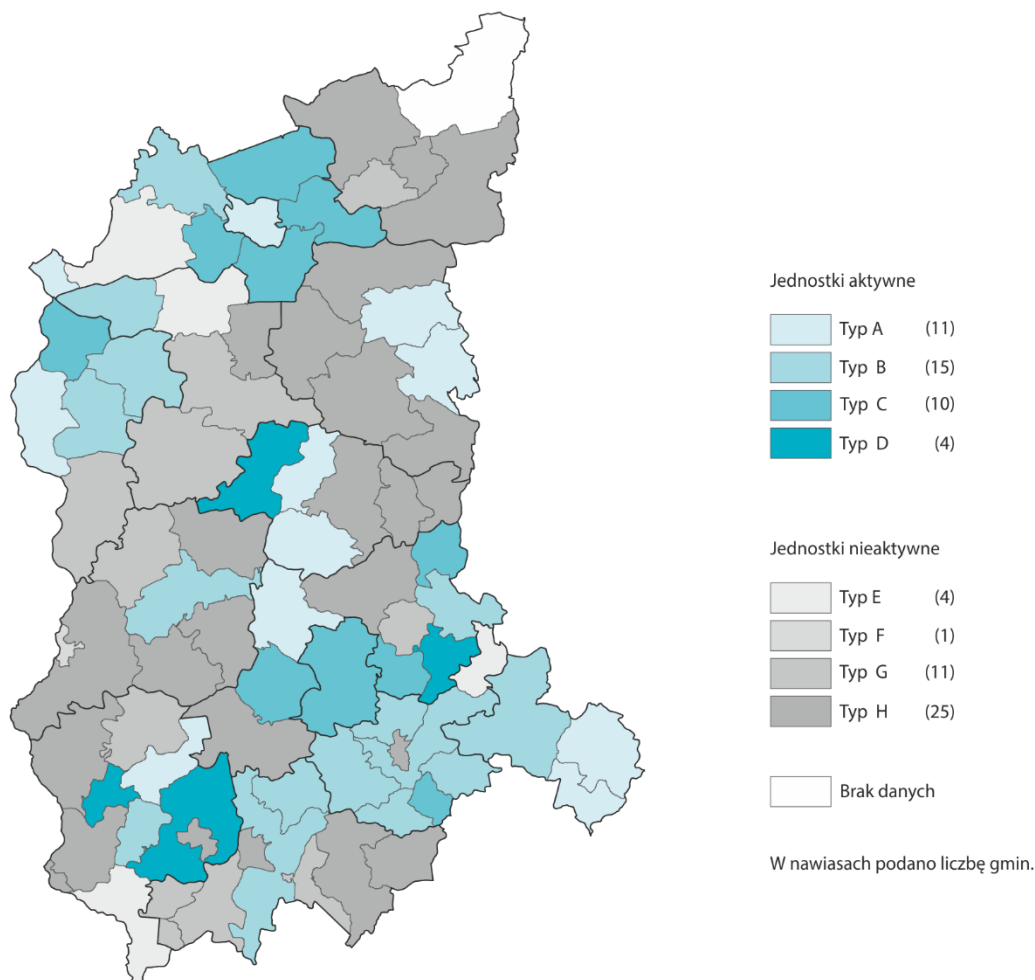 Jednostki aktywne
Typ A (11)
Typ B (15)
Typ C (10)
Typ D (4)
Jednostki nieaktywne
Typ E (4)
Typ F (1)
Typ G (11)
Typ H (25)
Brak danych
W nawiasach podano liczbę gmin.